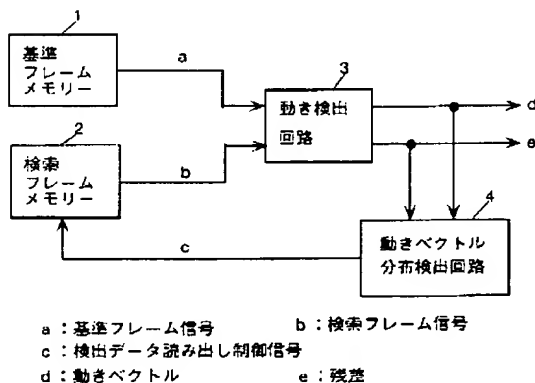 1
基準
フレーム
メモリー
a
2
検索
フレーム
メモリー
b
3
動き検出
回路
d
e
4
動きベクトル
分布検出回路
c
a：基準フレーム信号
b：検索フレーム信号
c：検出データ読み出し制御信号
d：動きベクトル
e：残差